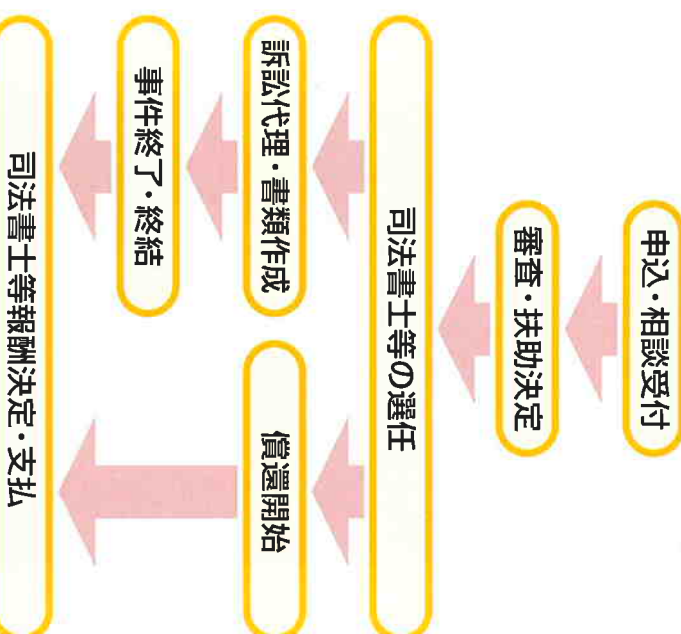 申込・相談受付
審査・扶助決定
司法書士等の選任
訴訟代理・書類作成
償還開始
事件終了・終結
司法書士等報酬決定・支払